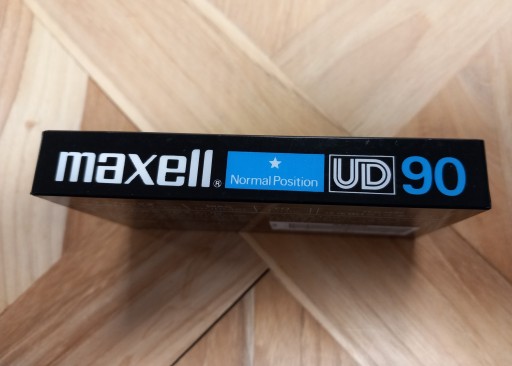 maxell® ★ Normal Position UD 90